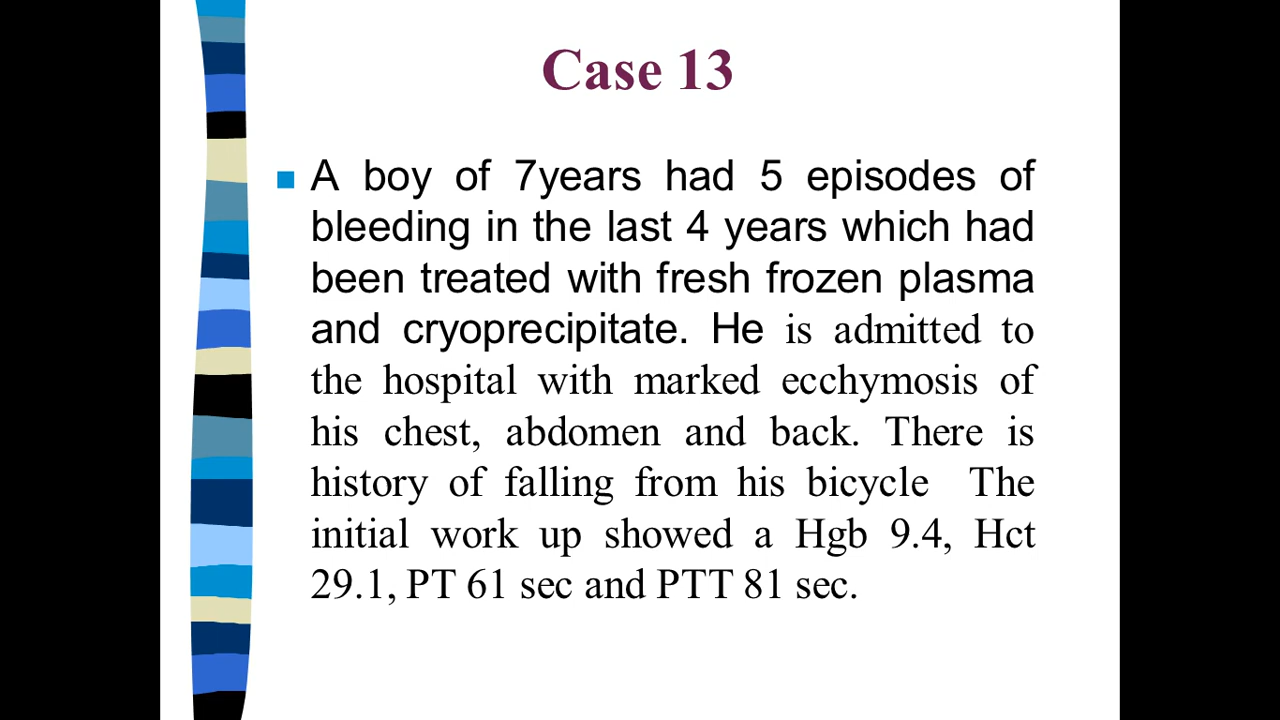 Case 13
A boy of 7years had 5 episodes of
bleeding in the last 4 years which had
been treated with fresh frozen plasma
and cryoprecipitate. He is admitted to
the hospital with marked ecchymosis of
his chest, abdomen and back. There is
history of falling from his bicycle  The
initial work up showed a Hgb 9.4, Hct
29.1, PT 61 sec and PTT 81 sec.